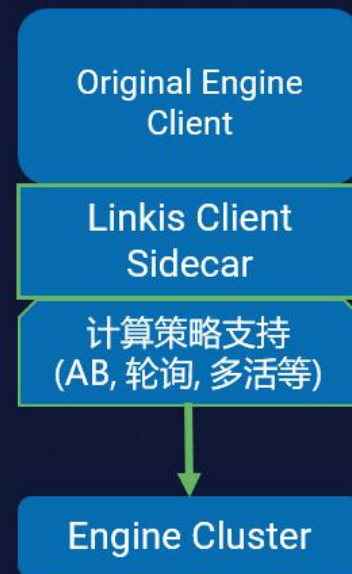 Original Engine
Client
Linkis Client
Sidecar
计算策略支持
(AB, 轮询, 多活等)
Engine Cluster